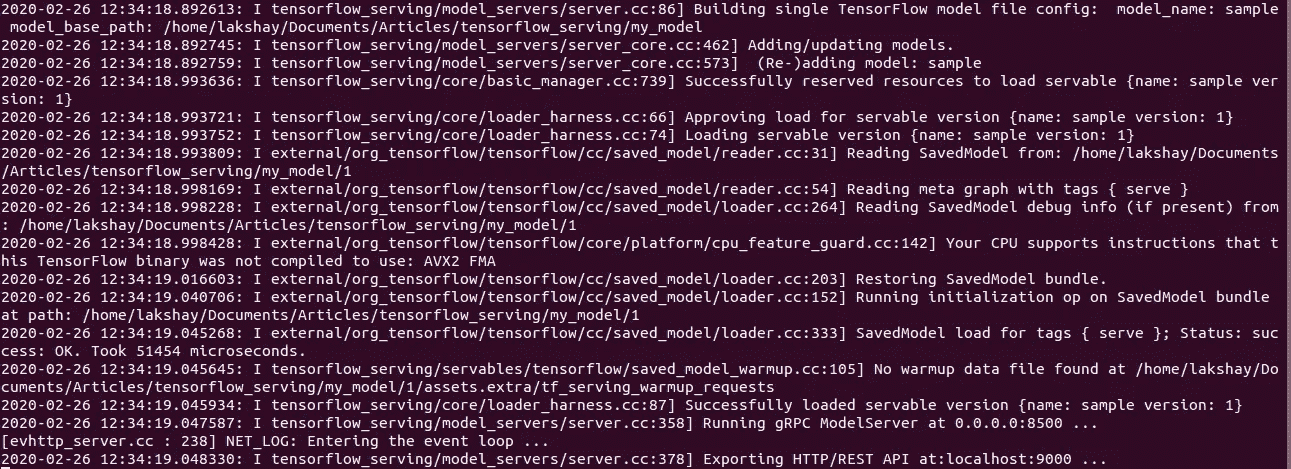 2020-02-26 12:34:18.892613: I tensorflow_serving/model_servers/server.cc:86] Building single TensorFlow model file config:  model_name: sample
 model_base_path: /home/lakshay/Documents/Articles/tensorflow_serving/my_model
2020-02-26 12:34:18.892745: I tensorflow_serving/model_servers/server_core.cc:462] Adding/updating models.
2020-02-26 12:34:18.892759: I tensorflow_serving/model_servers/server_core.cc:573]  (Re-)adding model: sample
2020-02-26 12:34:18.993636: I tensorflow_serving/core/basic_manager.cc:739] Successfully reserved resources to load servable {name: sample ver
sion: 1}
2020-02-26 12:34:18.993721: I tensorflow_serving/core/loader_harness.cc:66] Approving load for servable version {name: sample version: 1}
2020-02-26 12:34:18.993752: I tensorflow_serving/core/loader_harness.cc:74] Loading servable version {name: sample version: 1}
2020-02-26 12:34:18.993809: I external/org_tensorflow/tensorflow/cc/saved_model/reader.cc:31] Reading SavedModel from: /home/lakshay/Documents
/Articles/tensorflow_serving/my_model/1
2020-02-26 12:34:18.998169: I external/org_tensorflow/tensorflow/cc/saved_model/reader.cc:54] Reading meta graph with tags { serve }
2020-02-26 12:34:18.998228: I external/org_tensorflow/tensorflow/cc/saved_model/loader.cc:264] Reading SavedModel debug info (if present) from
: /home/lakshay/Documents/Articles/tensorflow_serving/my_model/1
2020-02-26 12:34:18.998428: I external/org_tensorflow/tensorflow/core/platform/cpu_feature_guard.cc:142] Your CPU supports instructions that t
his TensorFlow binary was not compiled to use: AVX2 FMA
2020-02-26 12:34:19.016603: I external/org_tensorflow/tensorflow/cc/saved_model/loader.cc:203] Restoring SavedModel bundle.
2020-02-26 12:34:19.040706: I external/org_tensorflow/tensorflow/cc/saved_model/loader.cc:152] Running initialization op on SavedModel bundle
at path: /home/lakshay/Documents/Articles/tensorflow_serving/my_model/1
2020-02-26 12:34:19.045268: I external/org_tensorflow/tensorflow/cc/saved_model/loader.cc:333] SavedModel load for tags { serve }; Status: suc
cess: OK. Took 51454 microseconds.
2020-02-26 12:34:19.045645: I tensorflow_serving/servables/tensorflow/saved_model_warmup.cc:105] No warmup data file found at /home/lakshay/Do
cuments/Articles/tensorflow_serving/my_model/1/assets.extra/tf_serving_warmup_requests
2020-02-26 12:34:19.045934: I tensorflow_serving/core/loader_harness.cc:87] Successfully loaded servable version {name: sample version: 1}
2020-02-26 12:34:19.047587: I tensorflow_serving/model_servers/server.cc:358] Running gRPC ModelServer at 0.0.0.0:8500 ...
[evhttp_server.cc : 238] NET_LOG: Entering the event loop ...
2020-02-26 12:34:19.048330: I tensorflow_serving/model_servers/server.cc:378] Exporting HTTP/REST API at:localhost:9000 ...